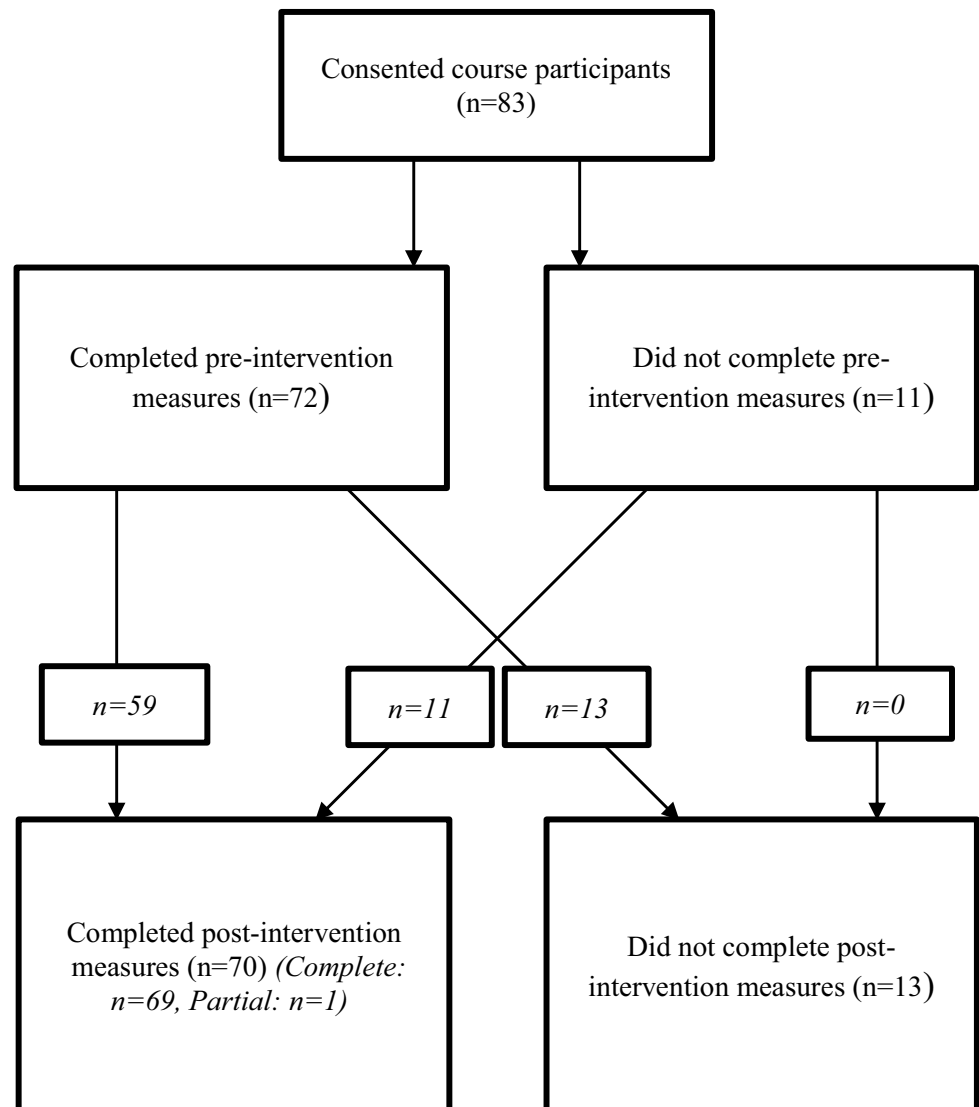 Consented course participants
(n=83)
Completed pre-intervention
measures (n=72)
Did not complete pre-
intervention measures (n=11)
n=59
n=11
n=13
n=0
Completed post-intervention
measures (n=70) (Complete:
n=69, Partial: n=1)
Did not complete post-
intervention measures (n=13)